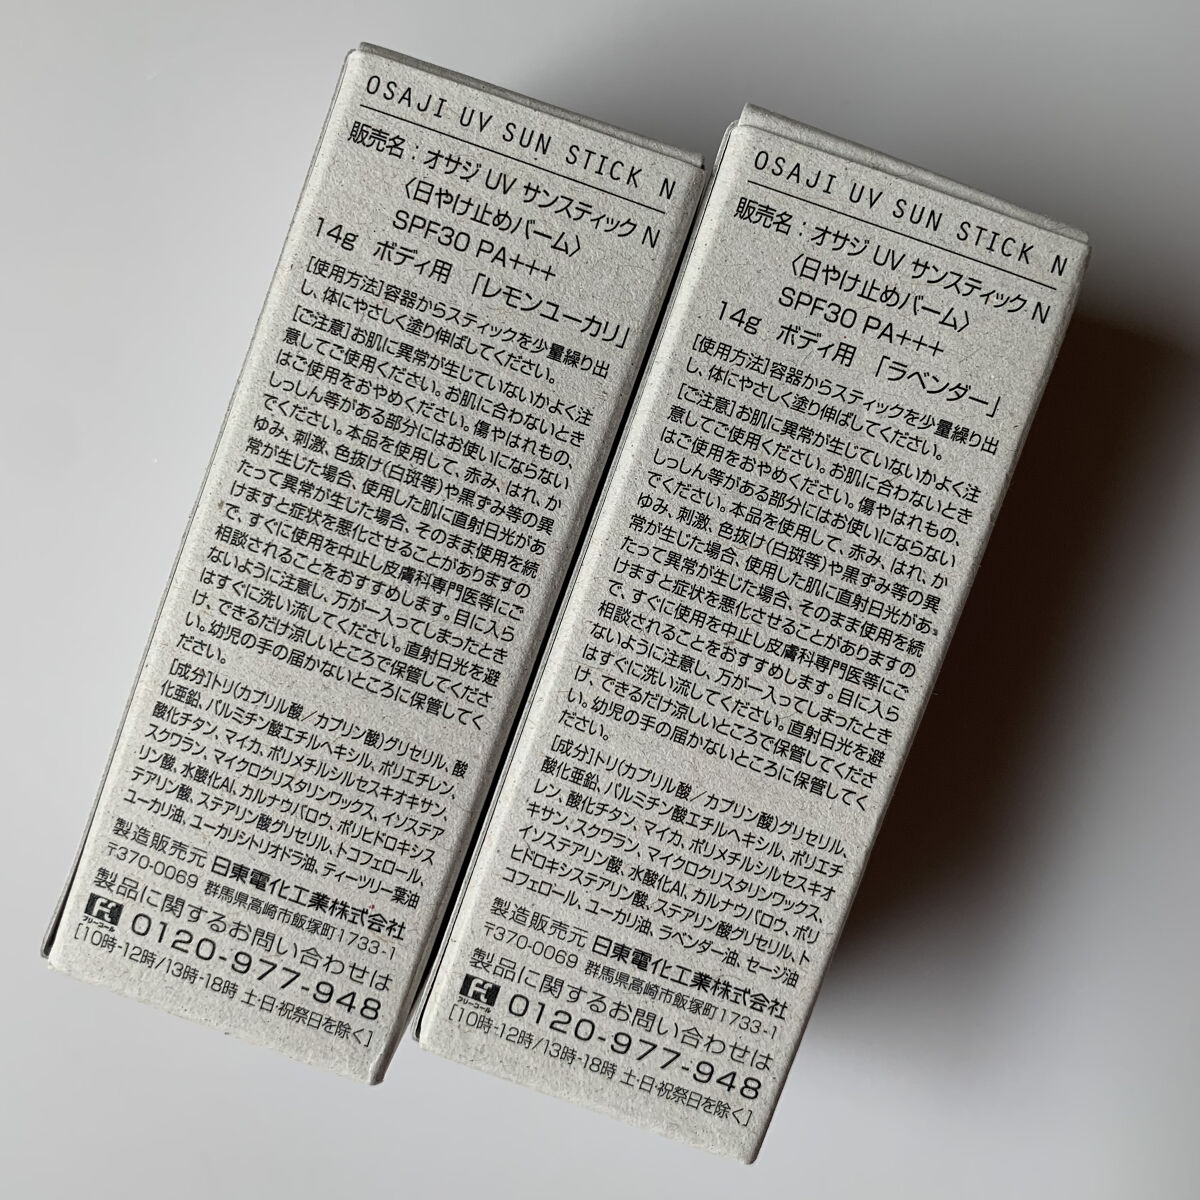 OSAJI UV SUN STICK N
販売名：オサジ UV サンスティック N
〈日やけ止めバーム〉
SPF30 PA+++
14g ボディ用 「レモンユーカリ」
[使用方法]容器からスティックを少量繰り出
し、体にやさしく塗り伸ばしてください。
[ご注意]お肌に異常が生じていないかよく注
意してご使用ください。お肌に合わないとき
はご使用をおやめください。傷やはれもの、
しっしん等がある部分にはお使いにならない
でください。本品を使用して、赤み、はれ、か
ゆみ、刺激、色抜け(白斑等)や黒ずみ等の異
常が生じた場合、使用した肌に直射日光があ
たって異常が生じた場合、そのまま使用を続
けますと症状を悪化させることがありますの
で、すぐに使用を中止し皮膚科専門医等にご
相談されることをおすすめします。目に入ら
ないように注意し、万が一入ってしまったとき
はすぐに洗い流してください。直射日光を避
け、できるだけ涼しいところで保管してくださ
い。幼児の手の届かないところに保管してく
ださい。
[成分]トリ(カプリル酸／カプリン酸)グリセリル、酸
化亜鉛、パルミチン酸エチルヘキシル、ポリエチレン、
酸化チタン、マイカ、ポリメチルシルセスキオキサン、
スクワラン、マイクロクリスタリンワックス、イソステア
リン酸、水酸化Al、カルナウバロウ、ポリヒドロキシス
テアリン酸、ステアリン酸グリセリル、トコフェロール、
ユーカリ油、ユーカリシトリオドラ油、ティーツリー葉油
製造販売元 日東電化工業株式会社
〒370-0069 群馬県高崎市飯塚町1733-1
製品に関するお問い合わせは
フリーコール 0120-977-948
[10時-12時/13時-18時 土・日・祝祭日を除く]
OSAJI UV SUN STICK N
販売名：オサジ UV サンスティック N
〈日やけ止めバーム〉
SPF30 PA+++
14g ボディ用 「ラベンダー」
[使用方法]容器からスティックを少量繰り出
し、体にやさしく塗り伸ばしてください。
[ご注意]お肌に異常が生じていないかよく注
意してご使用ください。お肌に合わないとき
はご使用をおやめください。傷やはれもの、
しっしん等がある部分にはお使いにならない
でください。本品を使用して、赤み、はれ、か
ゆみ、刺激、色抜け(白斑等)や黒ずみ等の異
常が生じた場合、使用した肌に直射日光があ
たって異常が生じた場合、そのまま使用を続
けますと症状を悪化させることがありますの
で、すぐに使用を中止し皮膚科専門医等にご
相談されることをおすすめします。目に入ら
ないように注意し、万が一入ってしまったとき
はすぐに洗い流してください。直射日光を避
け、できるだけ涼しいところで保管してくださ
い。幼児の手の届かないところに保管してく
ださい。
[成分]トリ(カプリル酸／カプリン酸)グリセリル、
酸化亜鉛、パルミチン酸エチルヘキシル、ポリエチ
レン、酸化チタン、マイカ、ポリメチルシルセスキオ
キサン、スクワラン、マイクロクリスタリンワックス、
イソステアリン酸、水酸化Al、カルナウバロウ、ポリ
ヒドロキシステアリン酸、ステアリン酸グリセリル、ト
コフェロール、ユーカリ油、ラベンダー油、セージ油
製造販売元 日東電化工業株式会社
〒370-0069 群馬県高崎市飯塚町1733-1
製品に関するお問い合わせは
フリーコール 0120-977-948
[10時-12時/13時-18時 土・日・祝祭日を除く]